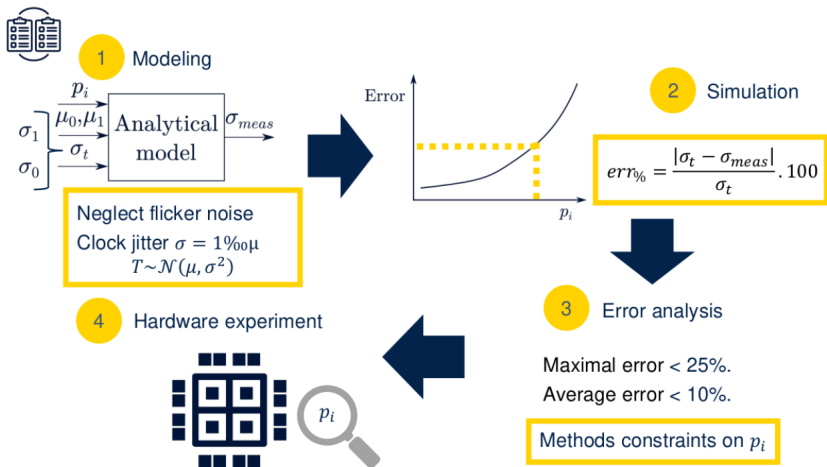 1 Modeling
p_i
μ_0,μ_1
σ_t
σ_1
σ_0
Analytical
model
σ_meas
Neglect flicker noise
Clock jitter σ = 1‰μ
T~𝒩(μ, σ²)
Error
p_i
2 Simulation
err_% = |σ_t − σ_meas| / σ_t . 100
3 Error analysis
Maximal error < 25%.
Average error < 10%.
Methods constraints on p_i
4 Hardware experiment
p_i